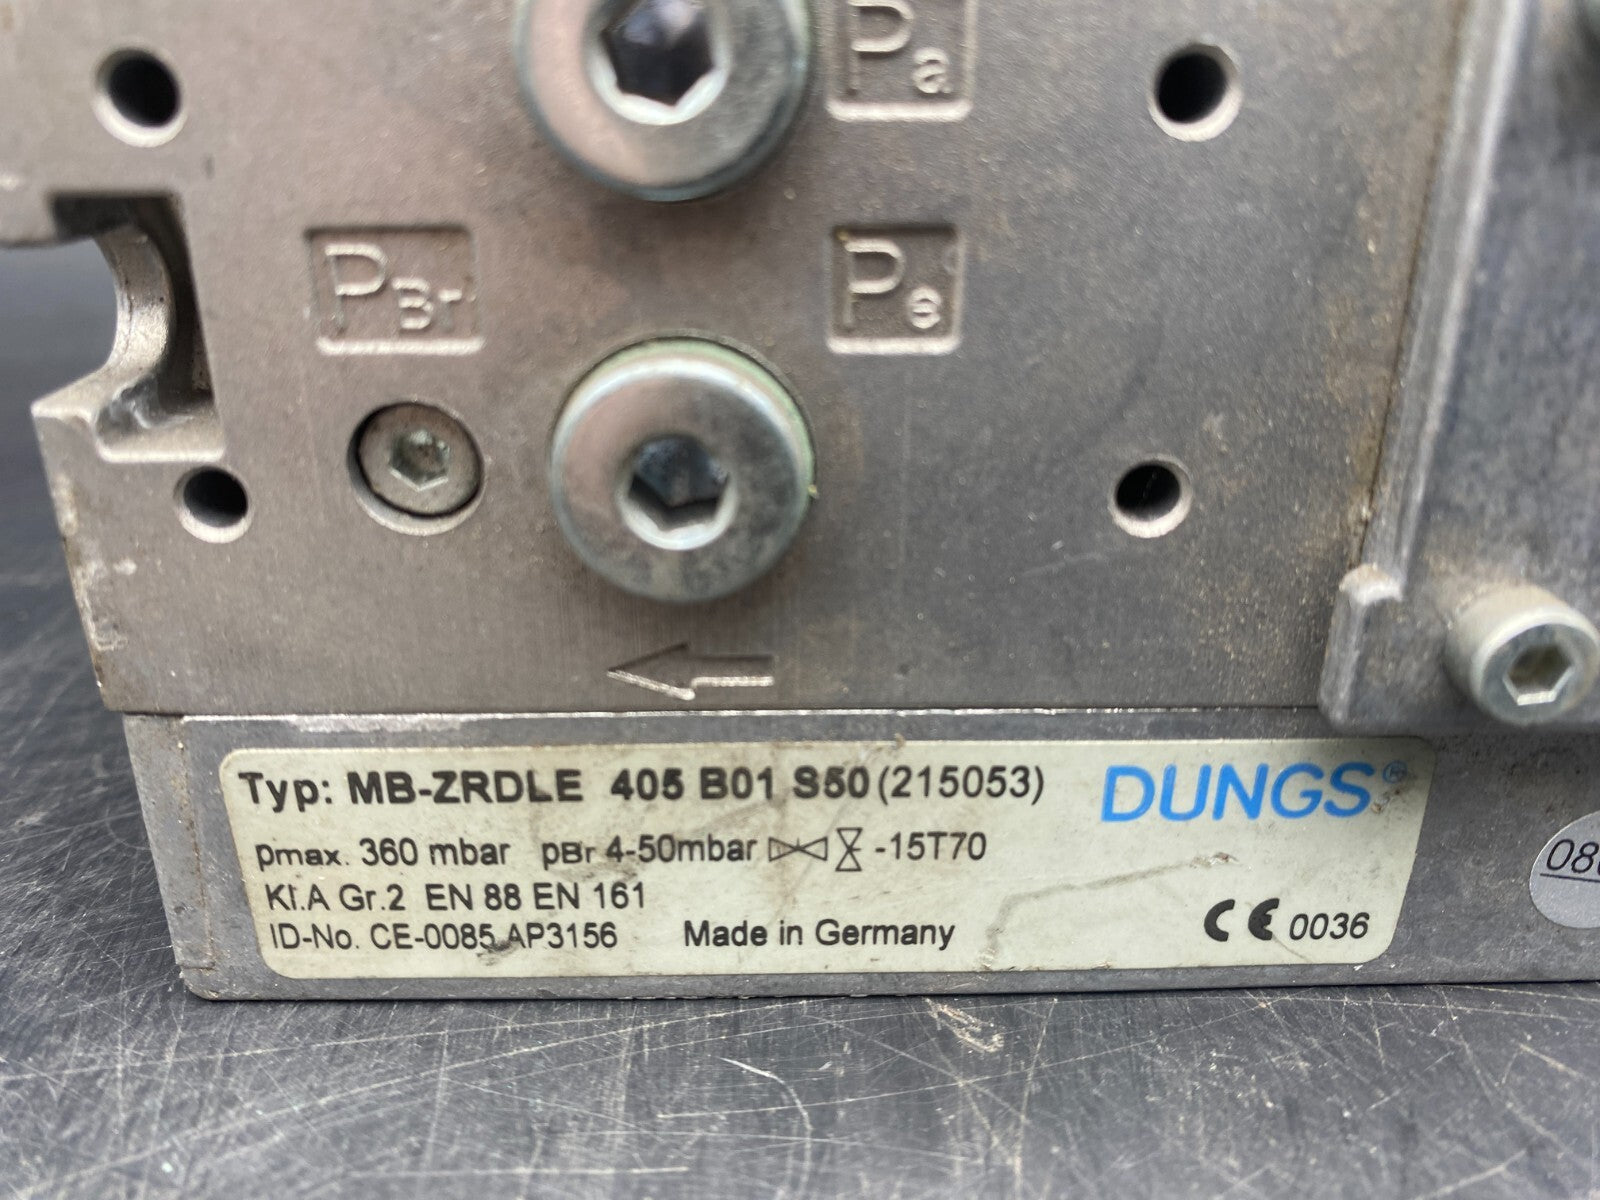 Pa
PBr
Pe
Typ: MB-ZRDLE 405 B01 S50 (215053)
DUNGS®
pmax. 360 mbar pBr 4-50mbar -15T70
Kl.A Gr.2 EN 88 EN 161
ID-No. CE-0085 AP3156 Made in Germany
CE 0036